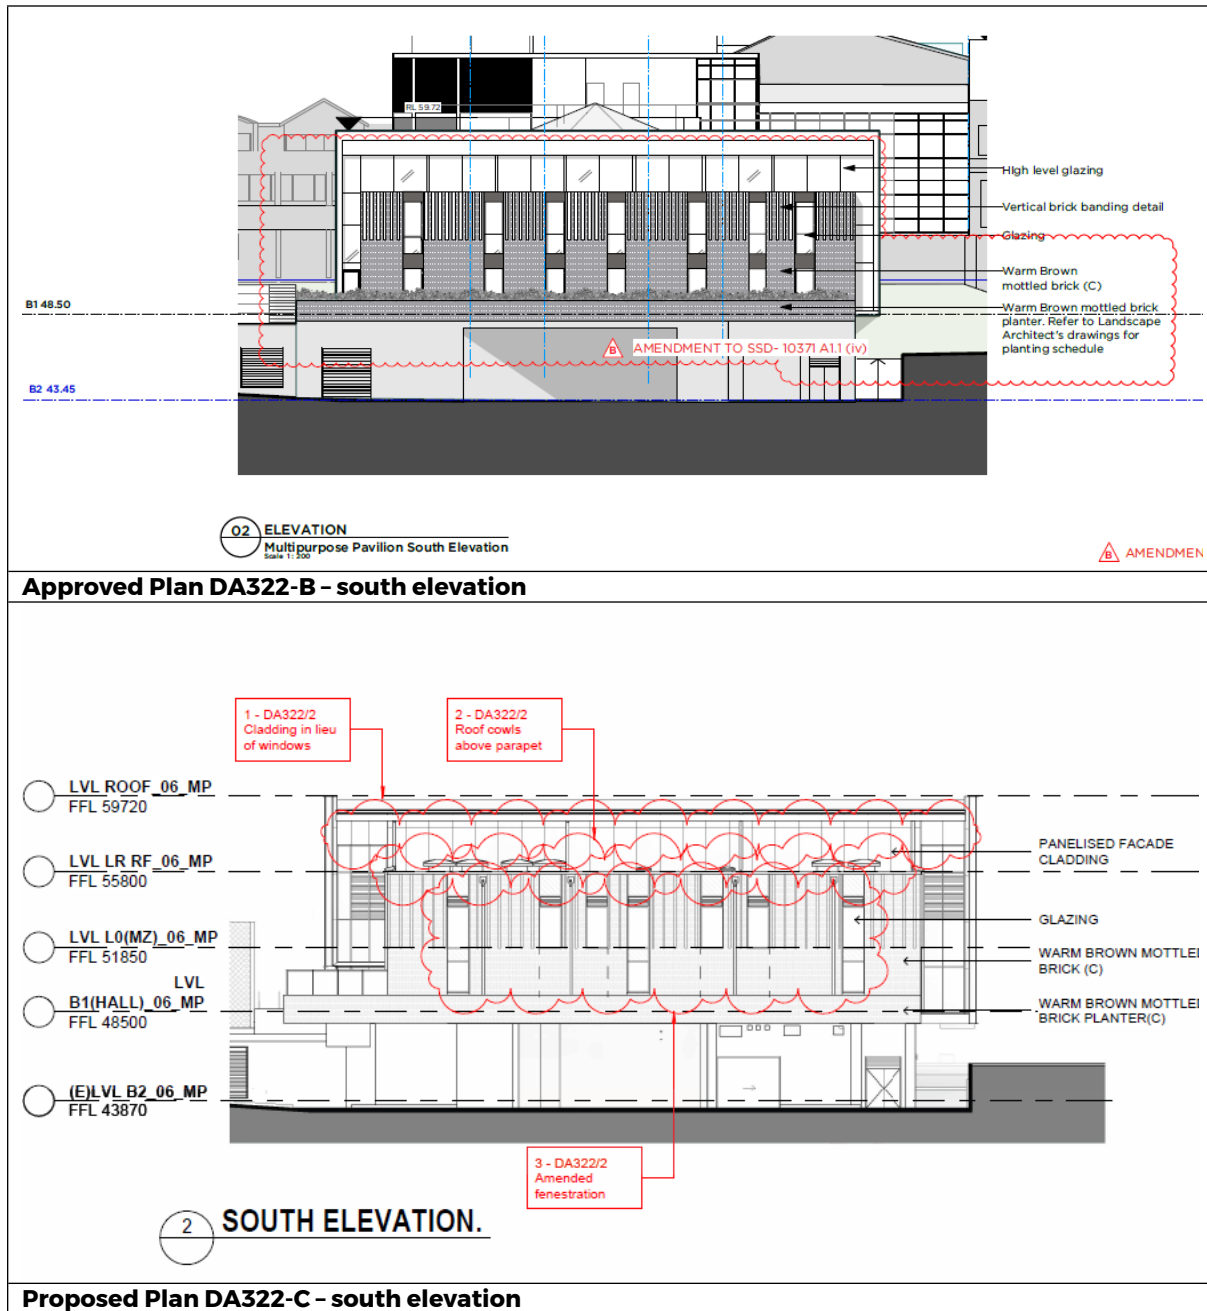 RL 59.72
High level glazing
Vertical brick banding detail
Glazing
Warm Brown
mottled brick (C)
Warm Brown mottled brick
planter. Refer to Landscape
Architect's drawings for
planting schedule
B1 48.50
B AMENDMENT TO SSD- 10371 A1.1 (iv)
B2 43.45
02 ELEVATION
Multipurpose Pavilion South Elevation
Scale 1 : 200
B AMENDMEN
Approved Plan DA322-B – south elevation
1 - DA322/2
Cladding in lieu
of windows
2 - DA322/2
Roof cowls
above parapet
LVL ROOF_06_MP
FFL 59720
PANELISED FACADE
CLADDING
LVL LR RF_06_MP
FFL 55800
GLAZING
LVL L0(MZ)_06_MP
FFL 51850
WARM BROWN MOTTLE
BRICK (C)
LVL
B1(HALL)_06_MP
FFL 48500
WARM BROWN MOTTLE
BRICK PLANTER(C)
(E)LVL B2_06_MP
FFL 43870
3 - DA322/2
Amended
fenestration
2 SOUTH ELEVATION.
Proposed Plan DA322-C – south elevation